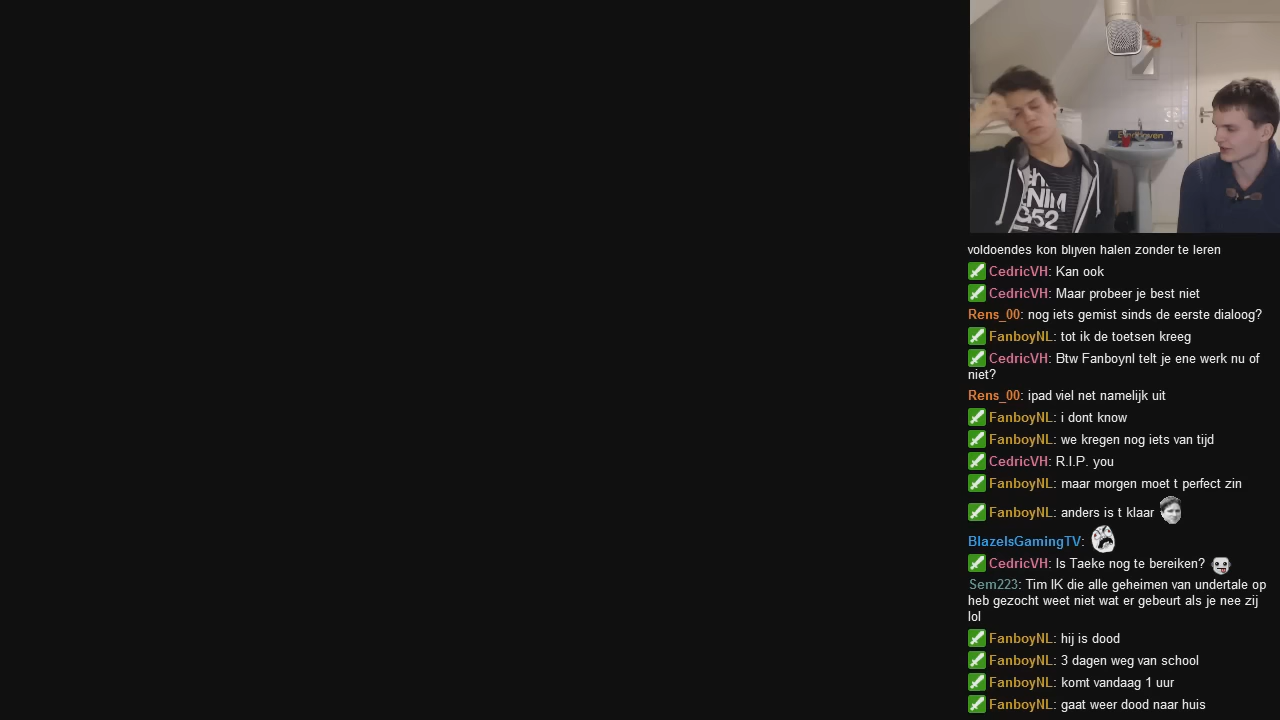 voldoendes kon blijven halen zonder te leren
CedricVH: Kan ook
CedricVH: Maar probeer je best niet
Rens_00: nog iets gemist sinds de eerste dialoog?
FanboyNL: tot ik de toetsen kreeg
CedricVH: Btw Fanboynl telt je ene werk nu of
niet?
Rens_00: ipad viel net namelijk uit
FanboyNL: i dont know
FanboyNL: we kregen nog iets van tijd
CedricVH: R.I.P. you
FanboyNL: maar morgen moet t perfect zin
FanboyNL: anders is t klaar
BlazeIsGamingTV:
CedricVH: Is Taeke nog te bereiken?
Sem223: Tim IK die alle geheimen van undertale op
heb gezocht weet niet wat er gebeurt als je nee zij
lol
FanboyNL: hij is dood
FanboyNL: 3 dagen weg van school
FanboyNL: komt vandaag 1 uur
FanboyNL: gaat weer dood naar huis